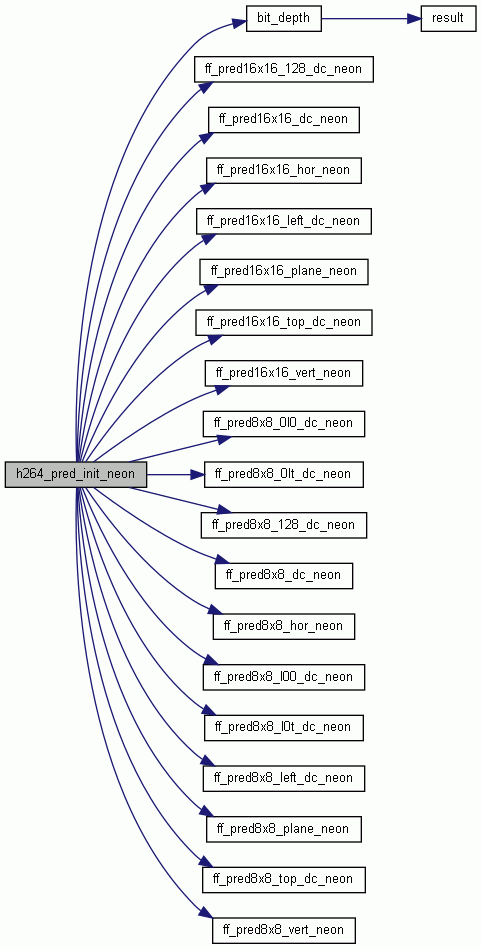 bit_depth
result
ff_pred16x16_128_dc_neon
ff_pred16x16_dc_neon
ff_pred16x16_hor_neon
ff_pred16x16_left_dc_neon
ff_pred16x16_plane_neon
ff_pred16x16_top_dc_neon
ff_pred16x16_vert_neon
ff_pred8x8_0l0_dc_neon
h264_pred_init_neon
ff_pred8x8_0lt_dc_neon
ff_pred8x8_128_dc_neon
ff_pred8x8_dc_neon
ff_pred8x8_hor_neon
ff_pred8x8_l00_dc_neon
ff_pred8x8_l0t_dc_neon
ff_pred8x8_left_dc_neon
ff_pred8x8_plane_neon
ff_pred8x8_top_dc_neon
ff_pred8x8_vert_neon